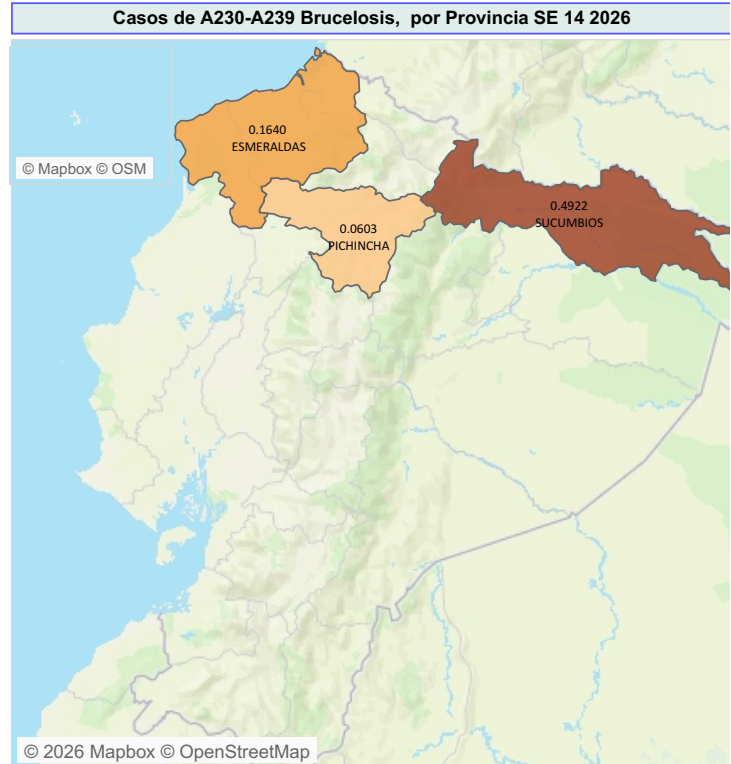 Casos de A230-A239 Brucelosis,  por Provincia SE 14 2026
0.1640
ESMERALDAS
© Mapbox © OSM
0.4922
SUCUMBIOS
0.0603
PICHINCHA
© 2026 Mapbox © OpenStreetMap